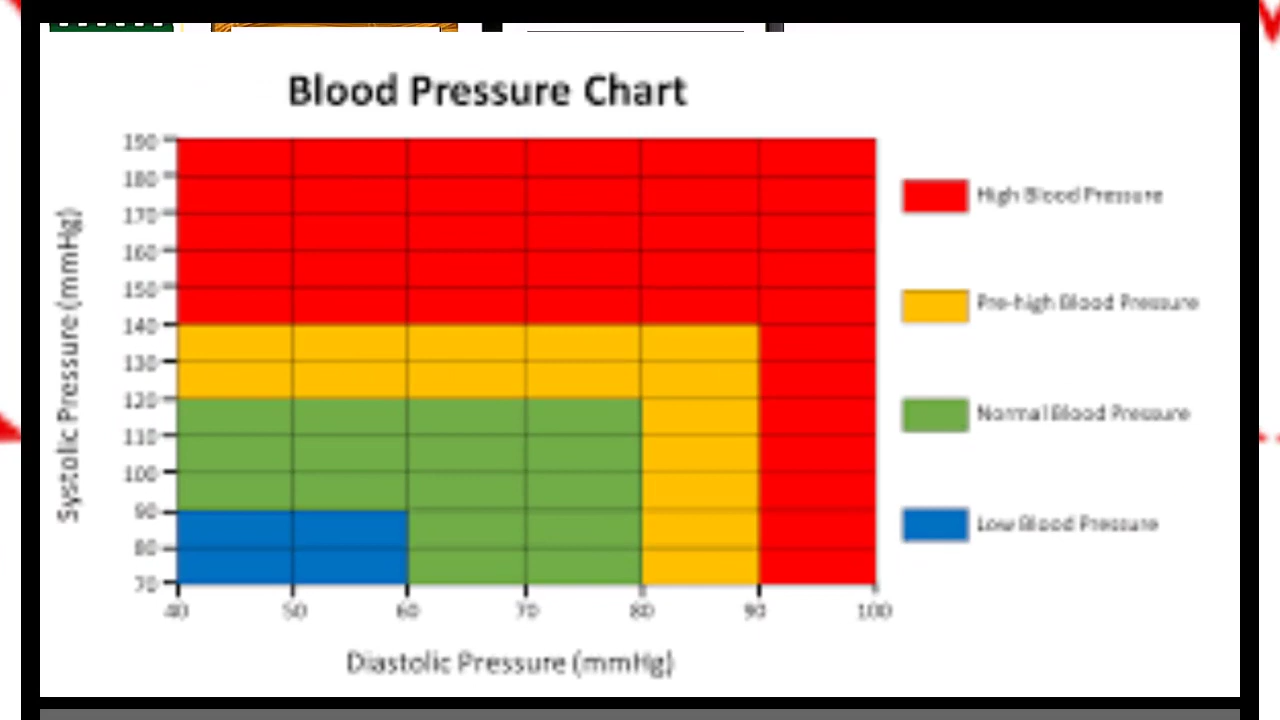 Blood Pressure Chart
190
180
170
160
150
140
130
120
110
100
90
80
70
Systolic Pressure (mmHg)
40 50 60 70 80 90 100
Diastolic Pressure (mmHg)
High Blood Pressure
Pre-high Blood Pressure
Normal Blood Pressure
Low Blood Pressure